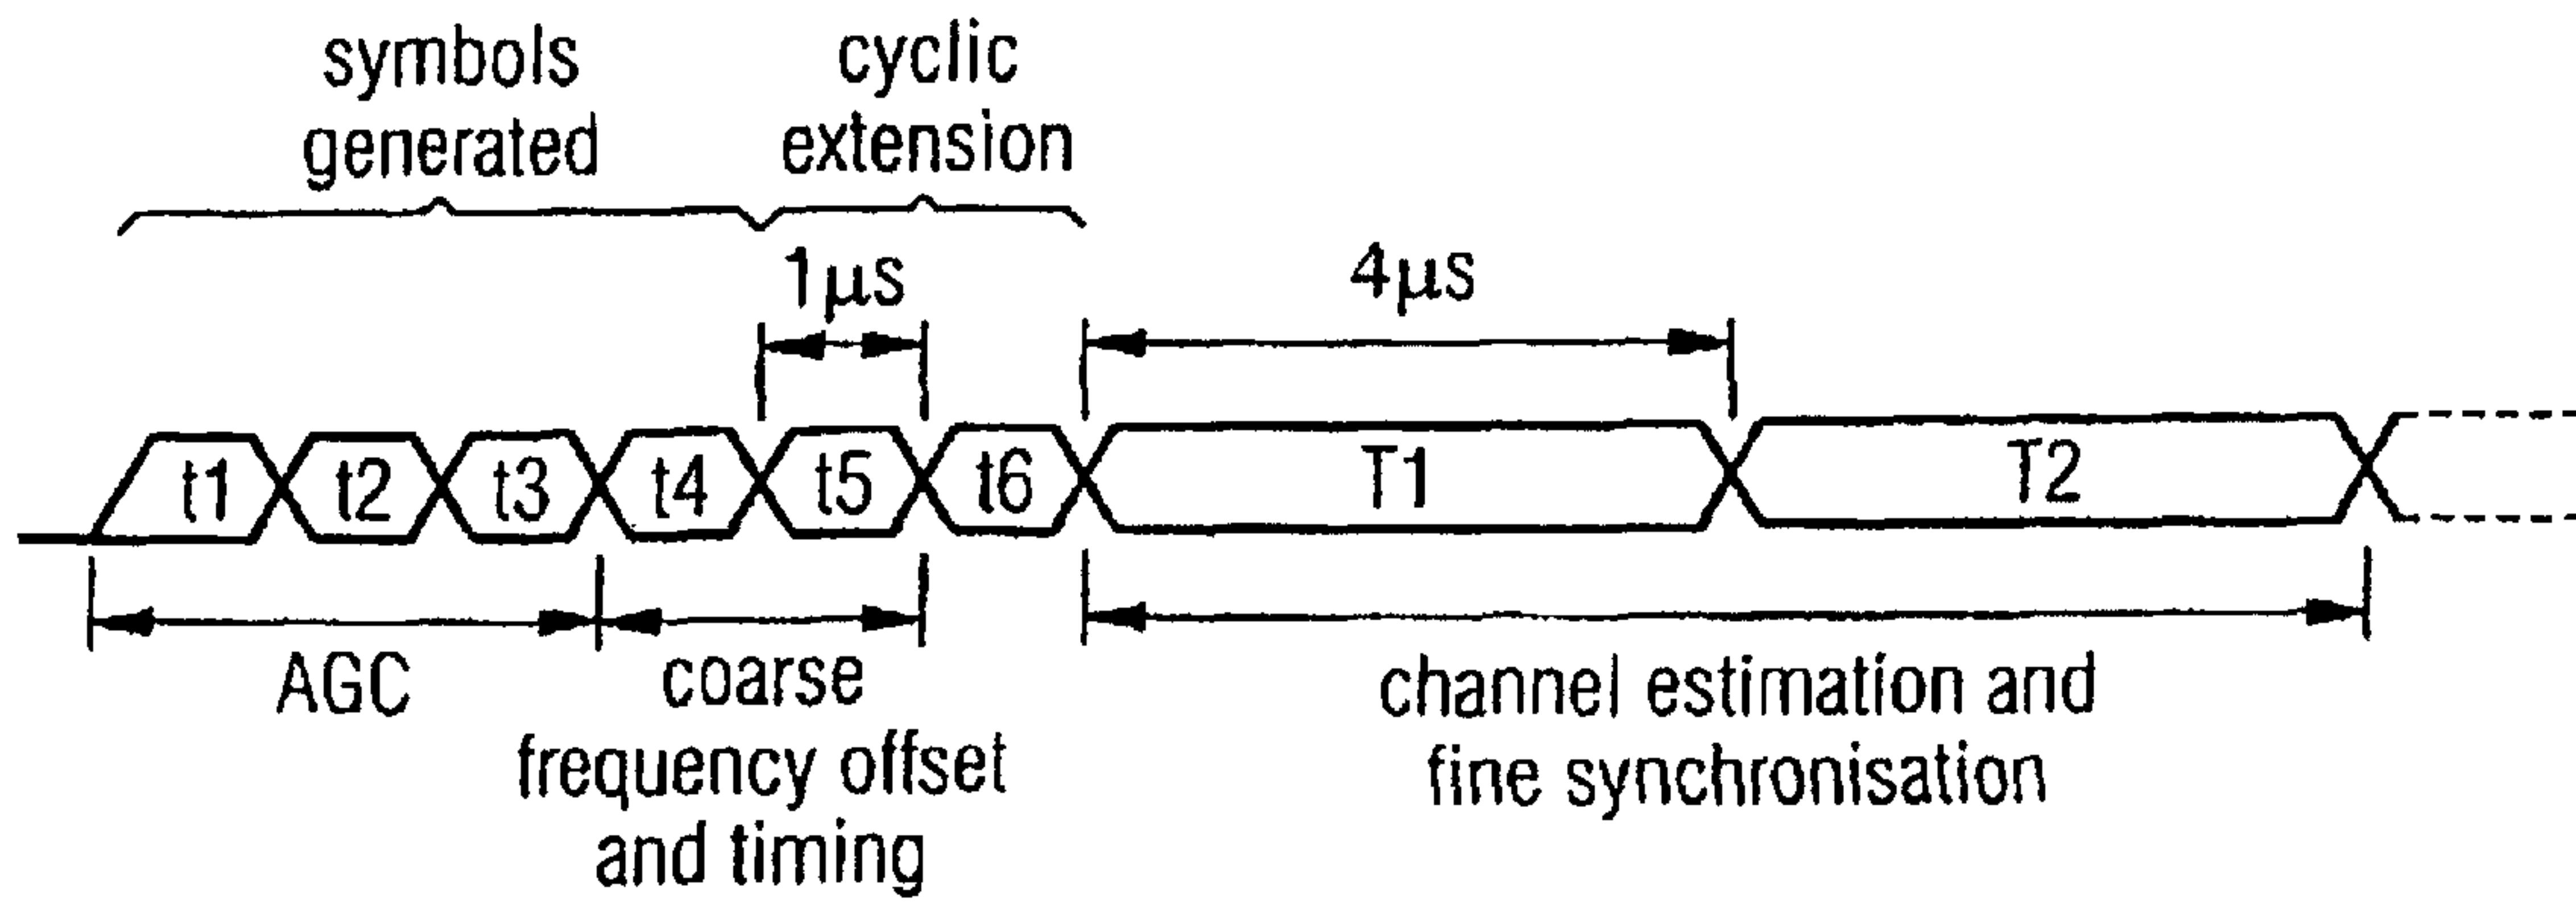 symbols
generated
cyclic
extension
1μs
4μs
t1 t2 t3 t4 t5 t6 T1 T2
AGC
coarse
frequency offset
and timing
channel estimation and
fine synchronisation